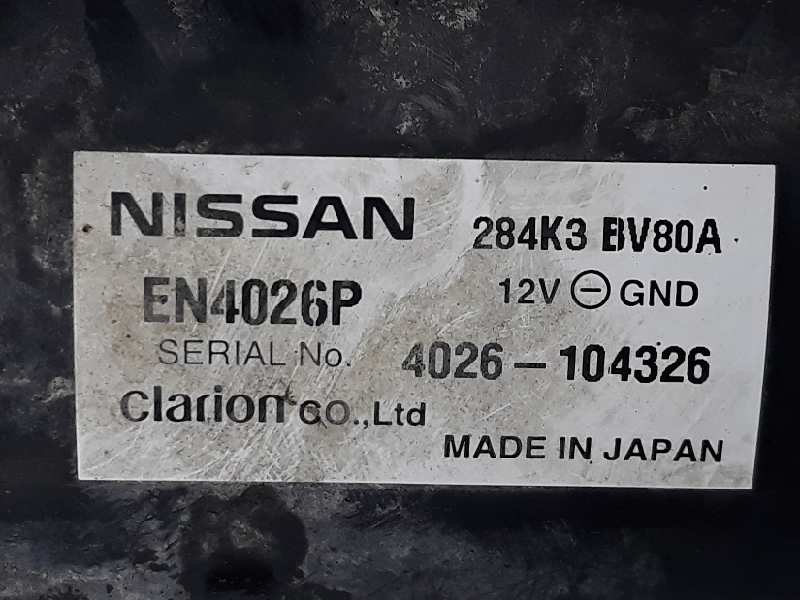 NISSAN 284K3 BV80A
EN4026P 12V ⊖ GND
SERIAL No. 4026-104326
Clarion co.,Ltd
MADE IN JAPAN